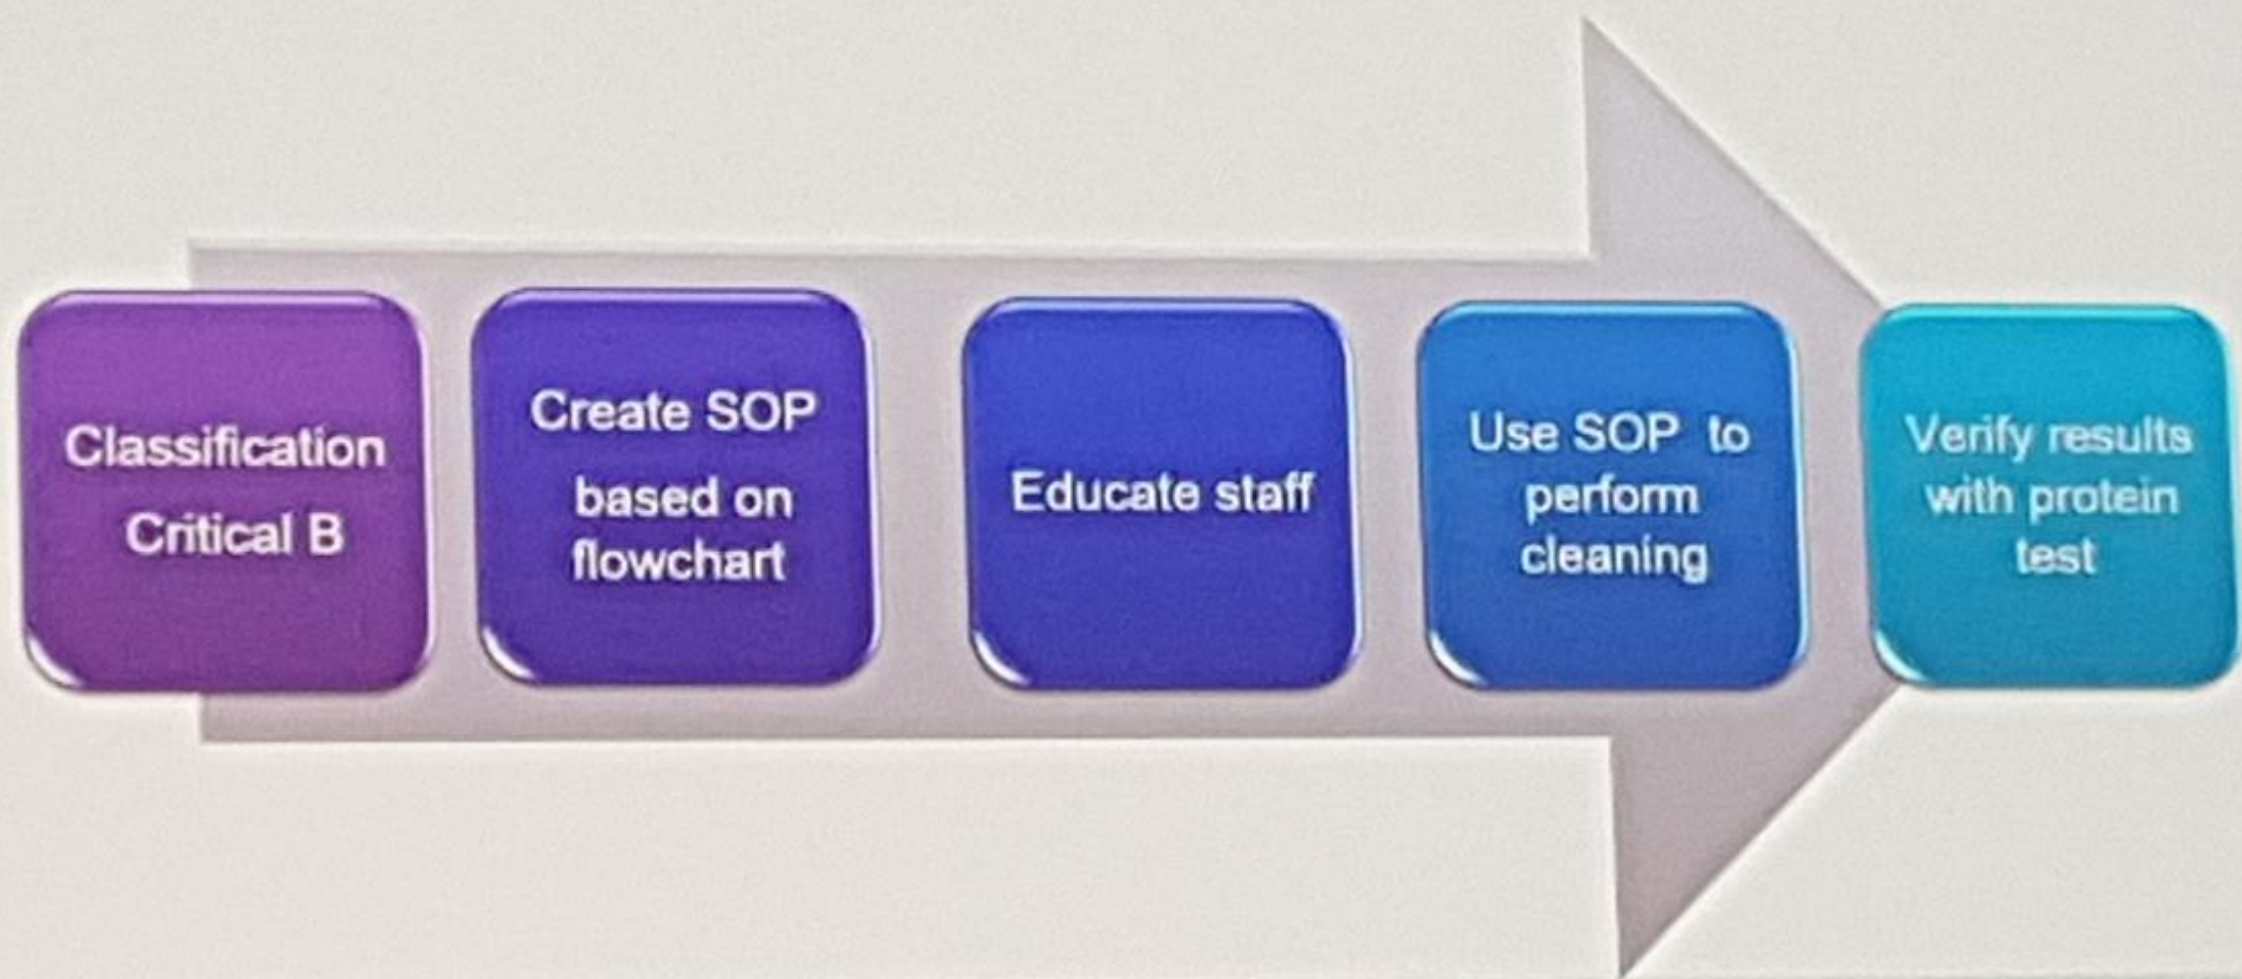 Classification
Critical B
Create SOP
based on
flowchart
Educate staff
Use SOP to
perform
cleaning
Verify results
with protein
test